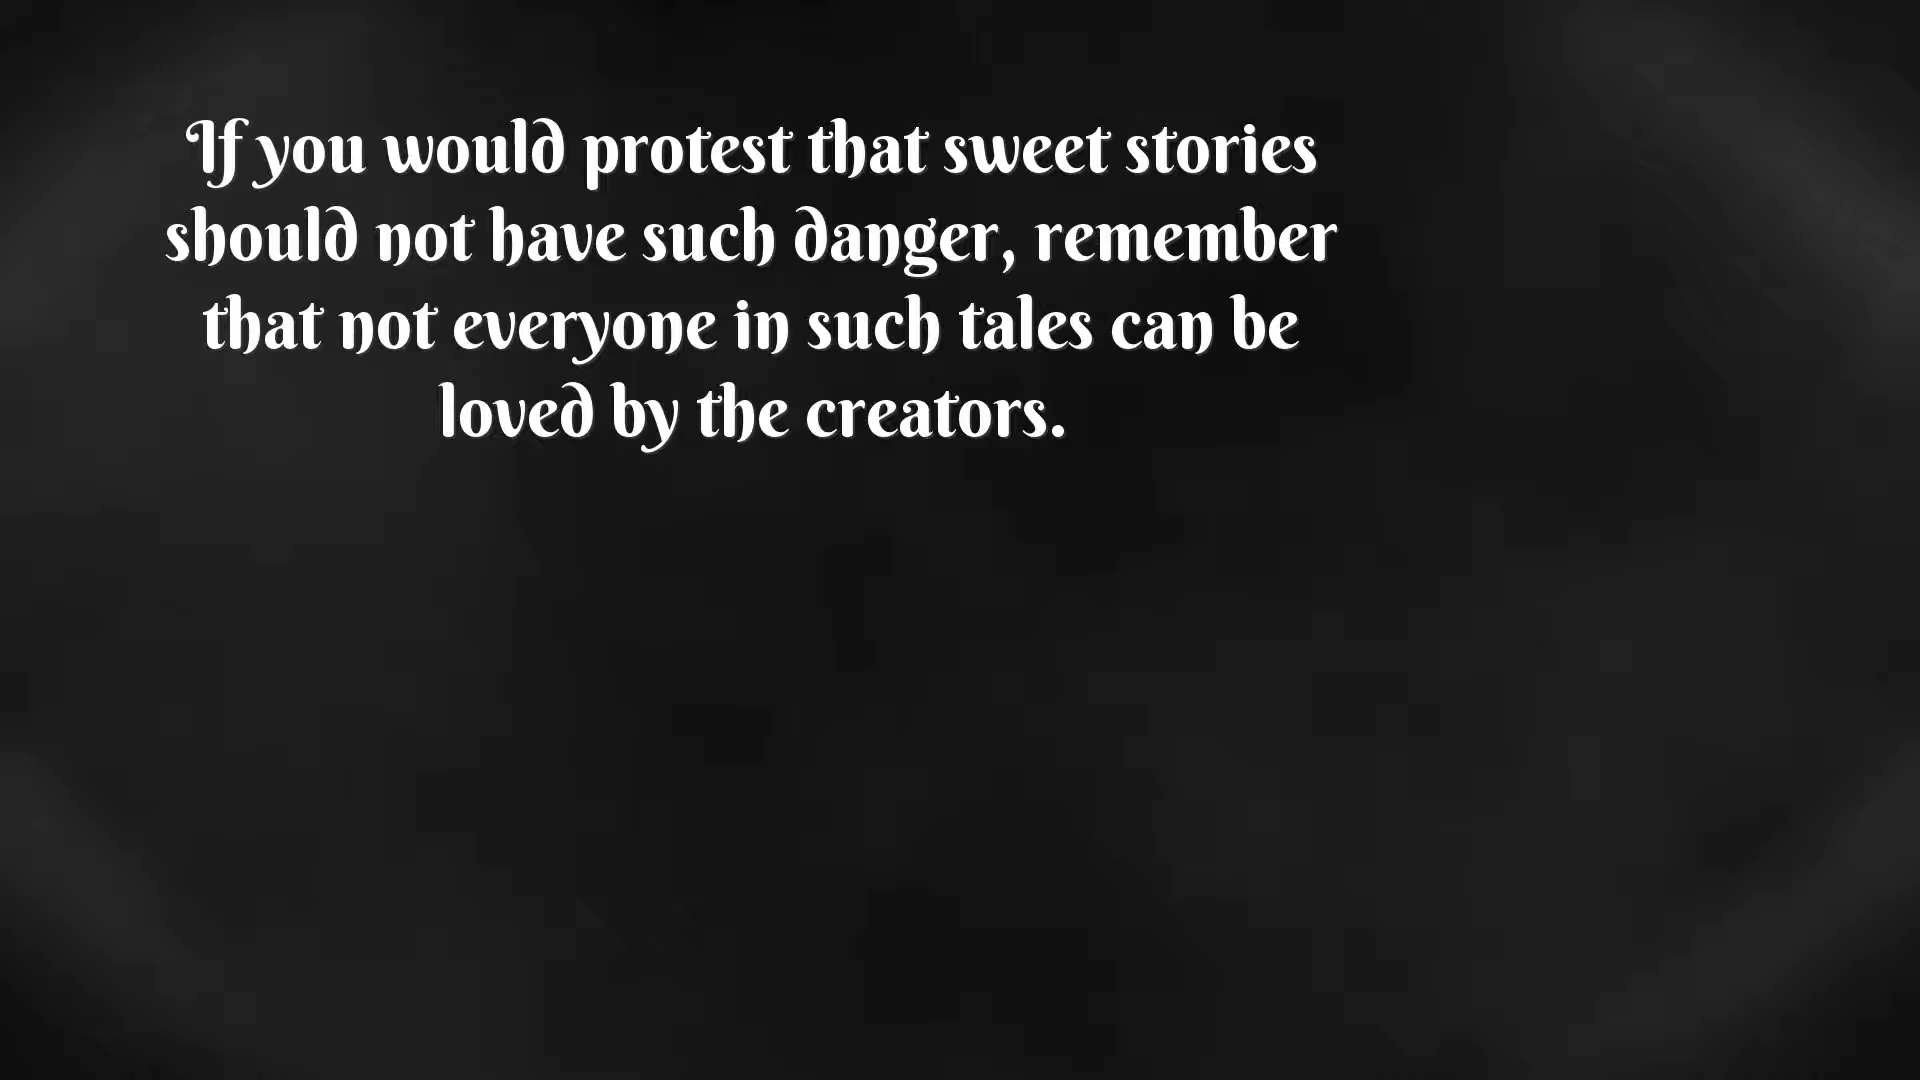 If you would protest that sweet stories
should not have such danger, remember
that not everyone in such tales can be
loved by the creators.